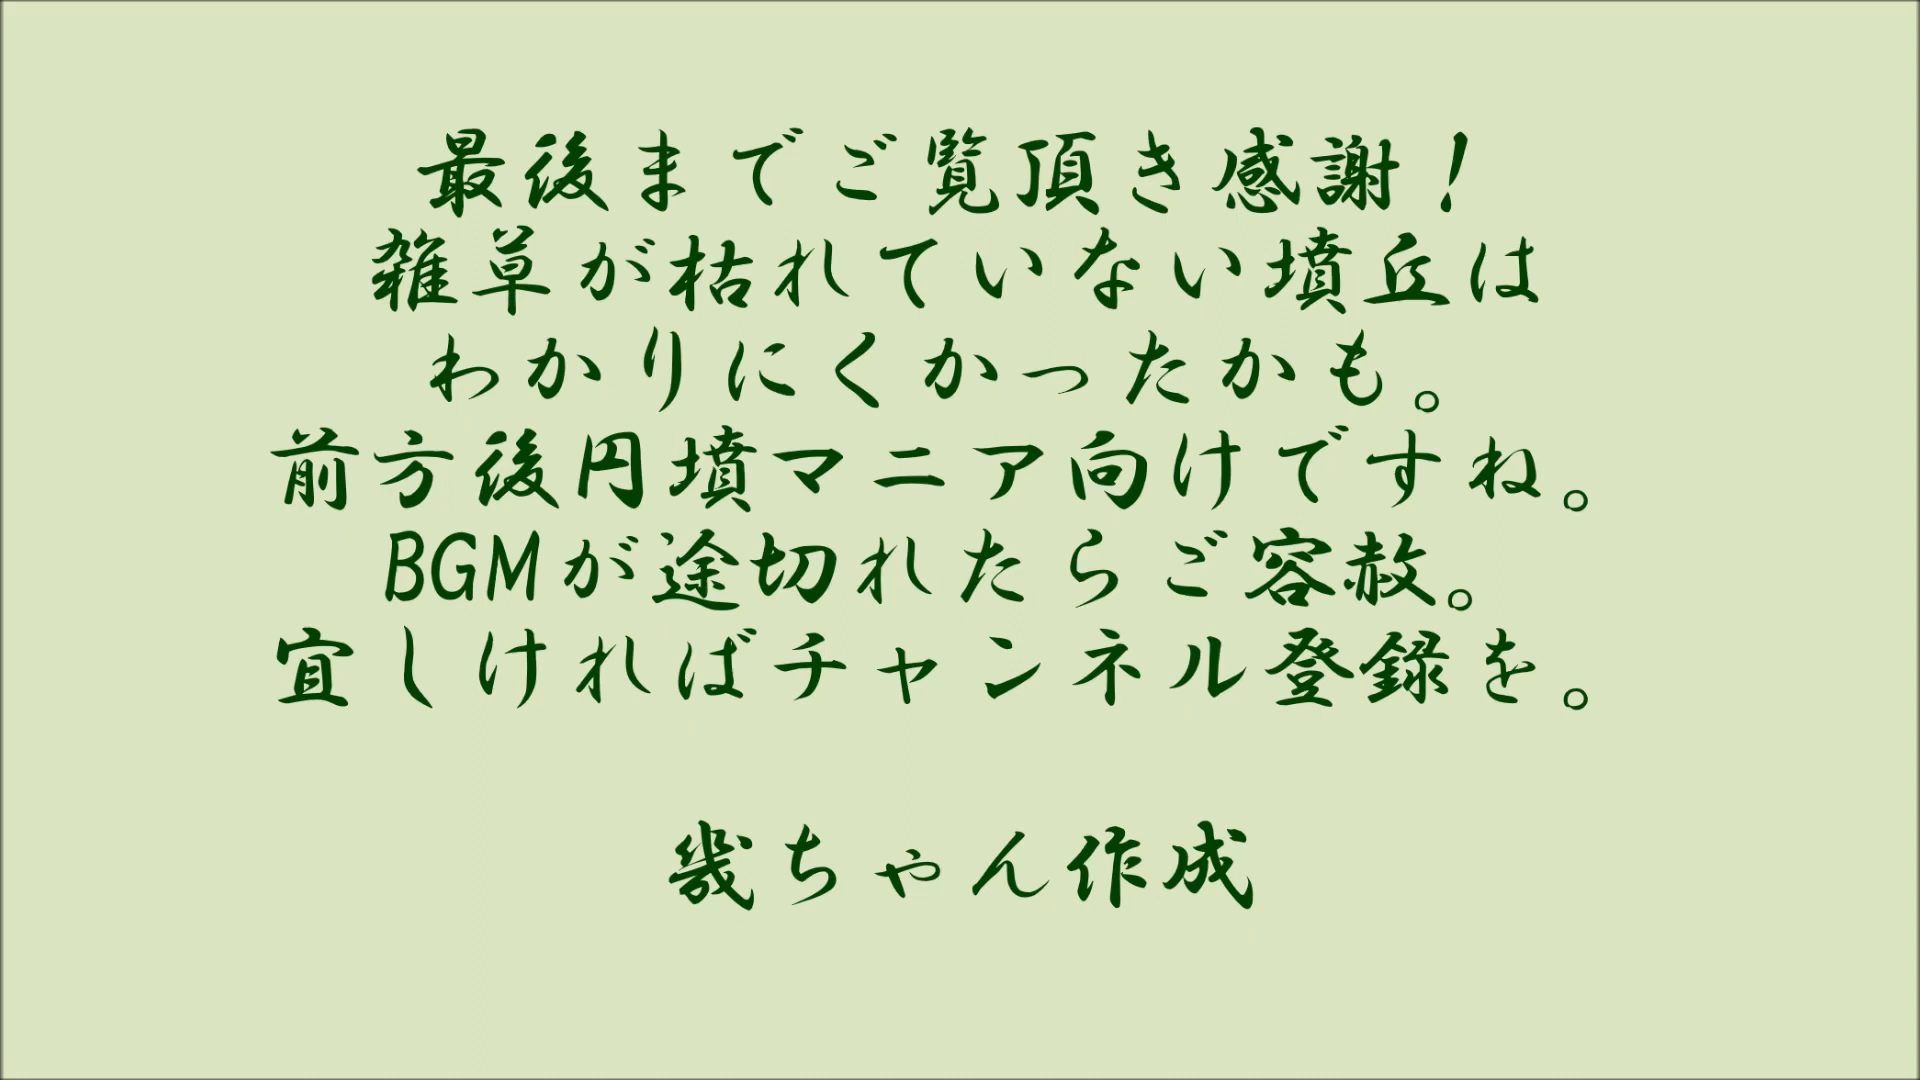 最後までご覧頂き感謝！
雑草が枯れていない墳丘は
わかりにくかったかも。
前方後円墳マニア向けですね。
BGMが途切れたらご容赦。
宜しければチャンネル登録を。
幾ちゃん作成